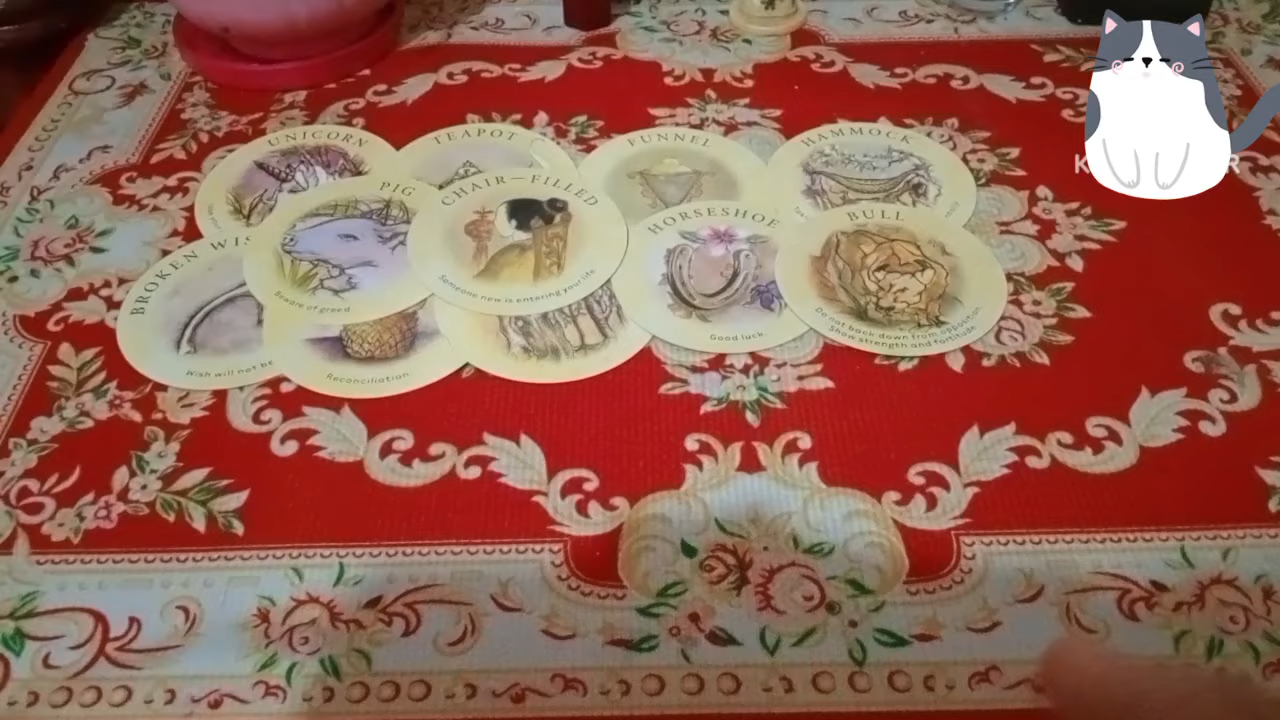 UNICORN
TEAPOT
FUNNEL
HAMMOCK
PIG
CHAIR-FILLED
HORSESHOE
BULL
BROKEN WIS
Beware of greed
Someone new is entering your life.
Good luck.
Do not back down from opposition.
Show strength and fortitude.
Wish will not be
Reconciliation.
K
R